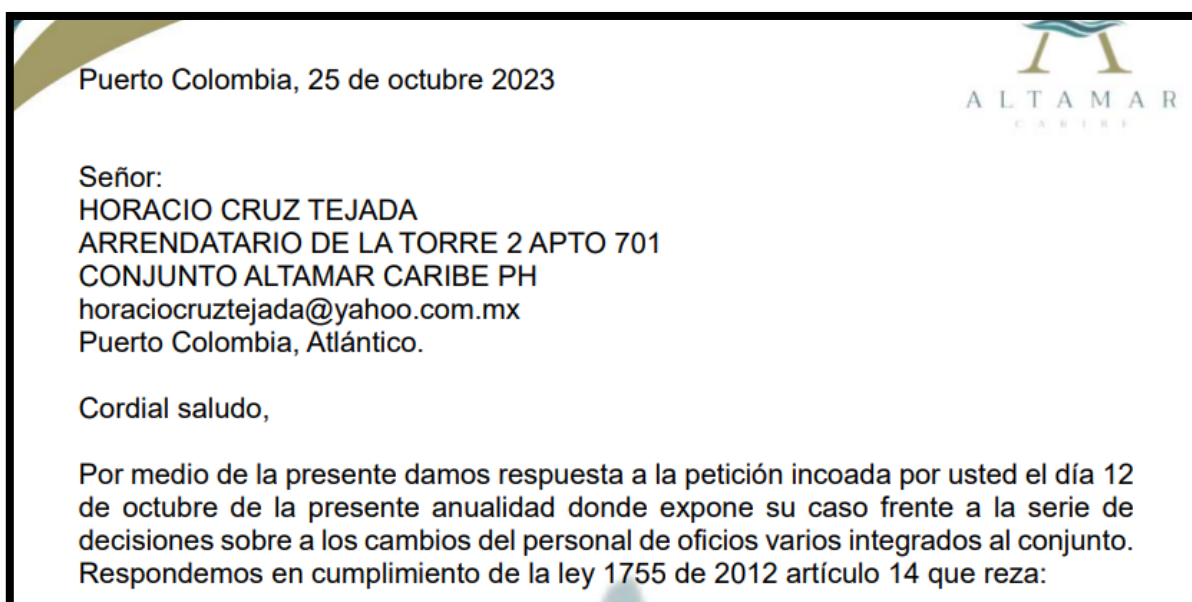 Puerto Colombia, 25 de octubre 2023
ALTAMAR
CARIBE
Señor:
HORACIO CRUZ TEJADA
ARRENDATARIO DE LA TORRE 2 APTO 701
CONJUNTO ALTAMAR CARIBE PH
horaciocruztejada@yahoo.com.mx
Puerto Colombia, Atlántico.
Cordial saludo,
Por medio de la presente damos respuesta a la petición incoada por usted el día 12
de octubre de la presente anualidad donde expone su caso frente a la serie de
decisiones sobre a los cambios del personal de oficios varios integrados al conjunto.
Respondemos en cumplimiento de la ley 1755 de 2012 artículo 14 que reza: